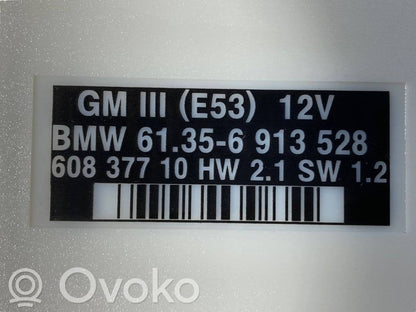 GM III (E53) 12V
BMW 61.35-6 913 528
608 377 10 HW 2.1 SW 1.2
OVOKO